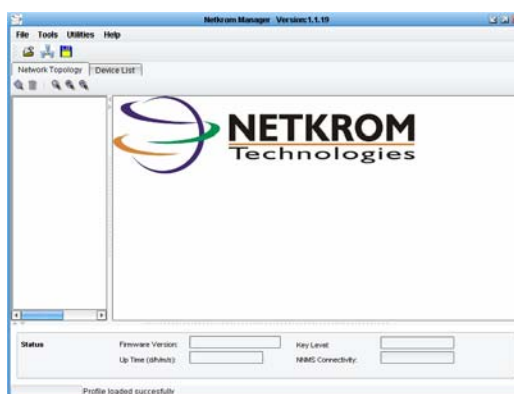 Netkrom Manager Version:1.1.19
File Tools Utilities Help
Network Topology Device List
NETKROM
Technologies
Status
Firmware Version:
Key Level:
Up Time (d/h/m/s):
NNMS Connectivity:
Profile loaded succesfully